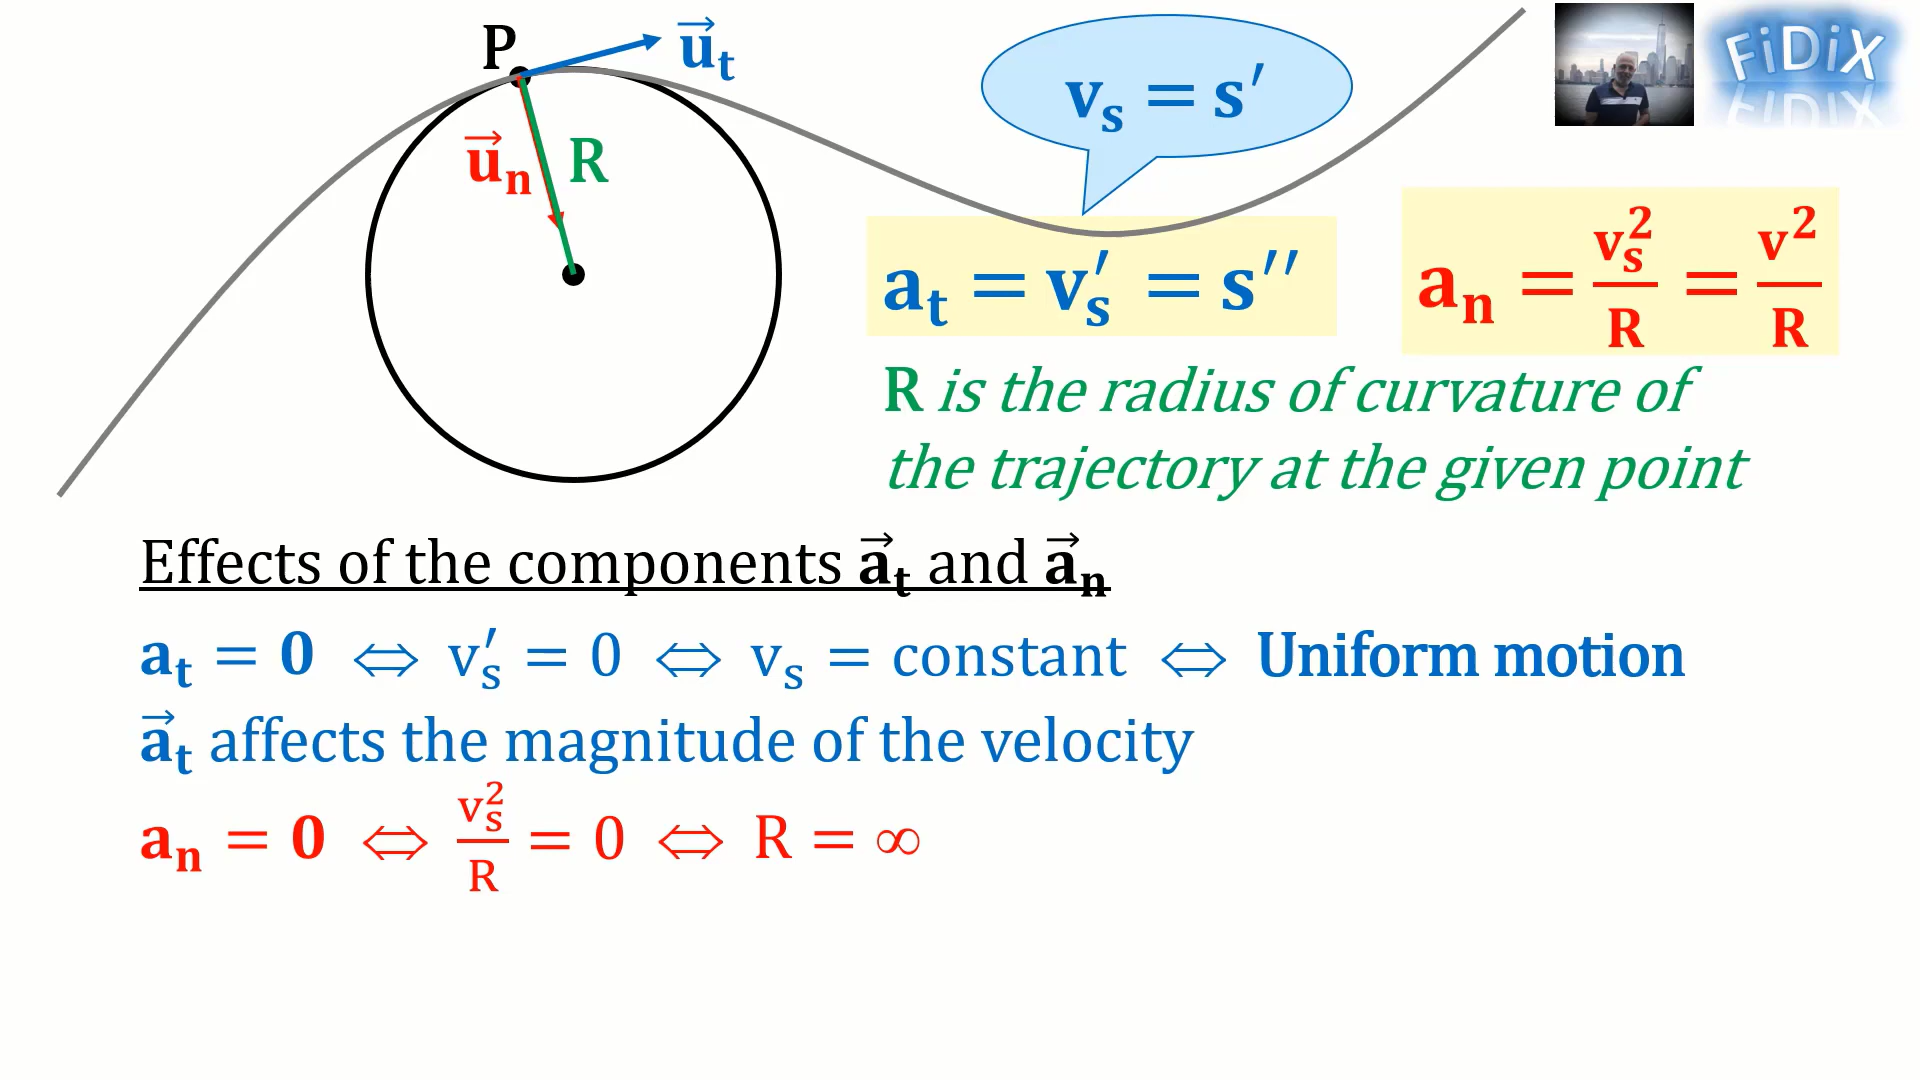 P
u⃗ₜ
u⃗ₙ
R
vₛ = s′
FiDiX
aₜ = vₛ′ = s′′
aₙ = vₛ²/R = v²/R
R is the radius of curvature of
the trajectory at the given point
Effects of the components a⃗ₜ and a⃗ₙ
aₜ = 0 ⇔ vₛ′ = 0 ⇔ vₛ = constant ⇔ Uniform motion
a⃗ₜ affects the magnitude of the velocity
aₙ = 0 ⇔ vₛ²/R = 0 ⇔ R = ∞